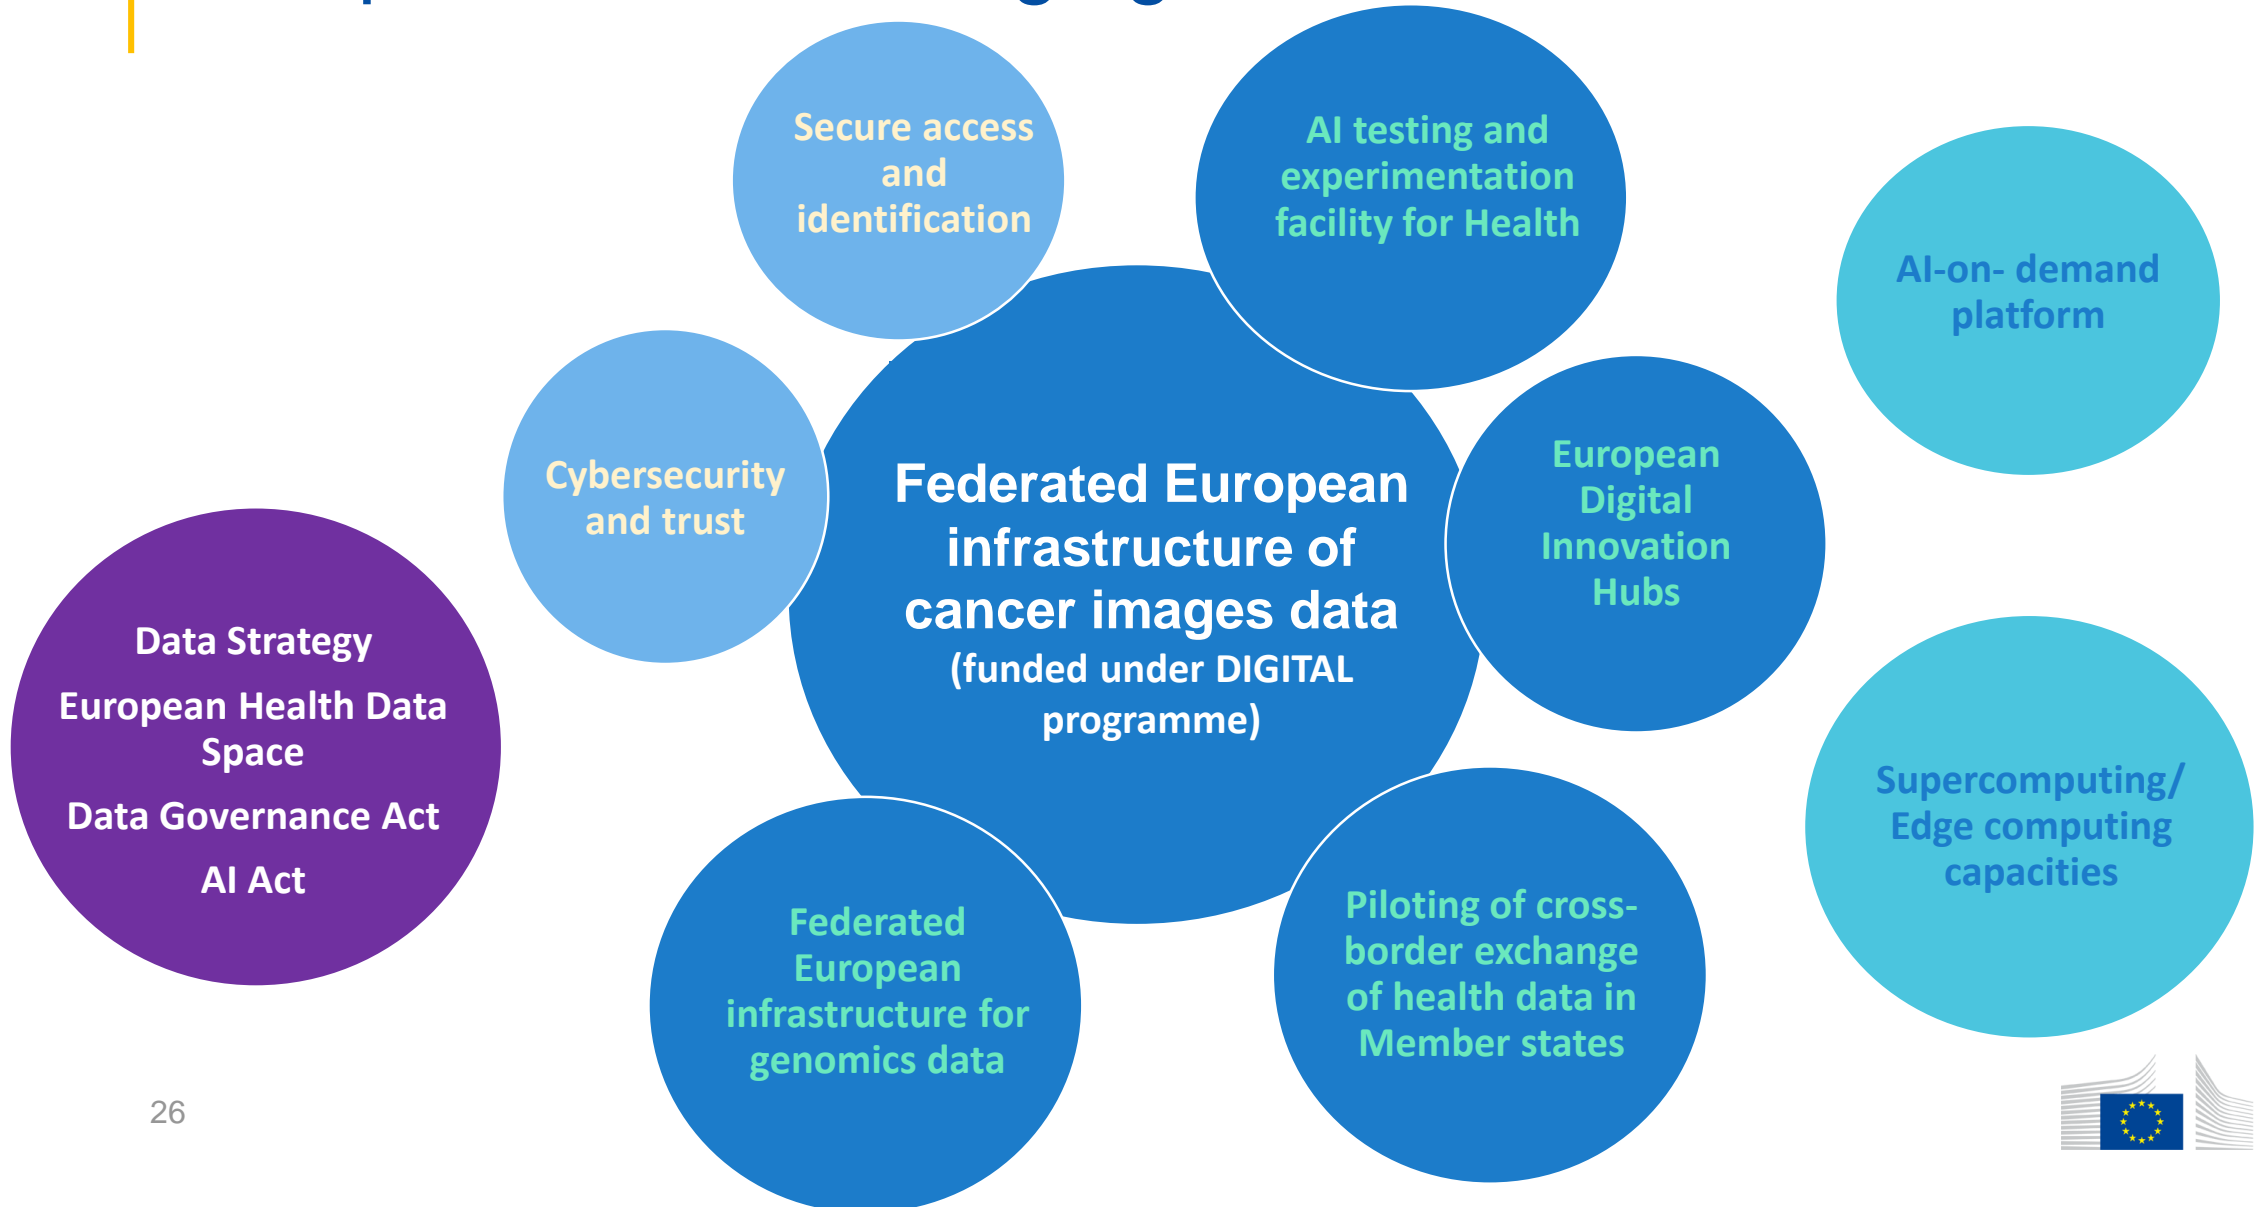 Secure access
and
identification
AI testing and
experimentation
facility for Health
AI-on- demand
platform
Cybersecurity
and trust
Federated European
infrastructure of
cancer images data
(funded under DIGITAL
programme)
European
Digital
Innovation
Hubs
Data Strategy
European Health Data
Space
Data Governance Act
AI Act
Supercomputing/
Edge computing
capacities
Federated
European
infrastructure for
genomics data
Piloting of cross-
border exchange
of health data in
Member states
26